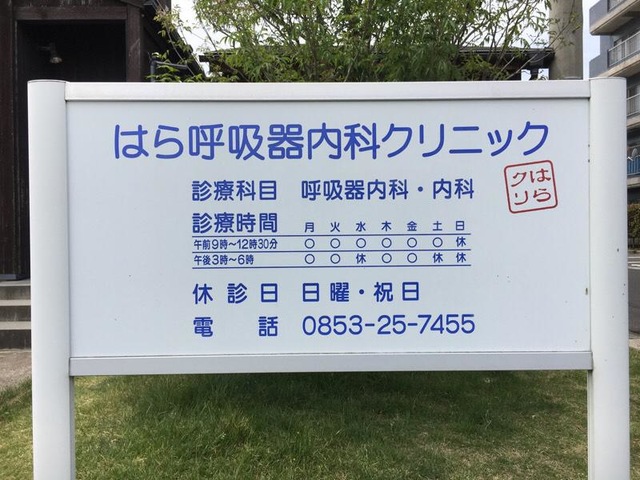 はら呼吸器内科クリニック
はら
クリ
診療科目 呼吸器内科・内科
診療時間 月 火 水 木 金 土 日
午前9時～12時30分 ○ ○ ○ ○ ○ ○ 休
午後3時～6時 ○ ○ 休 ○ ○ 休 休
休診日 日曜・祝日
電話 0853-25-7455